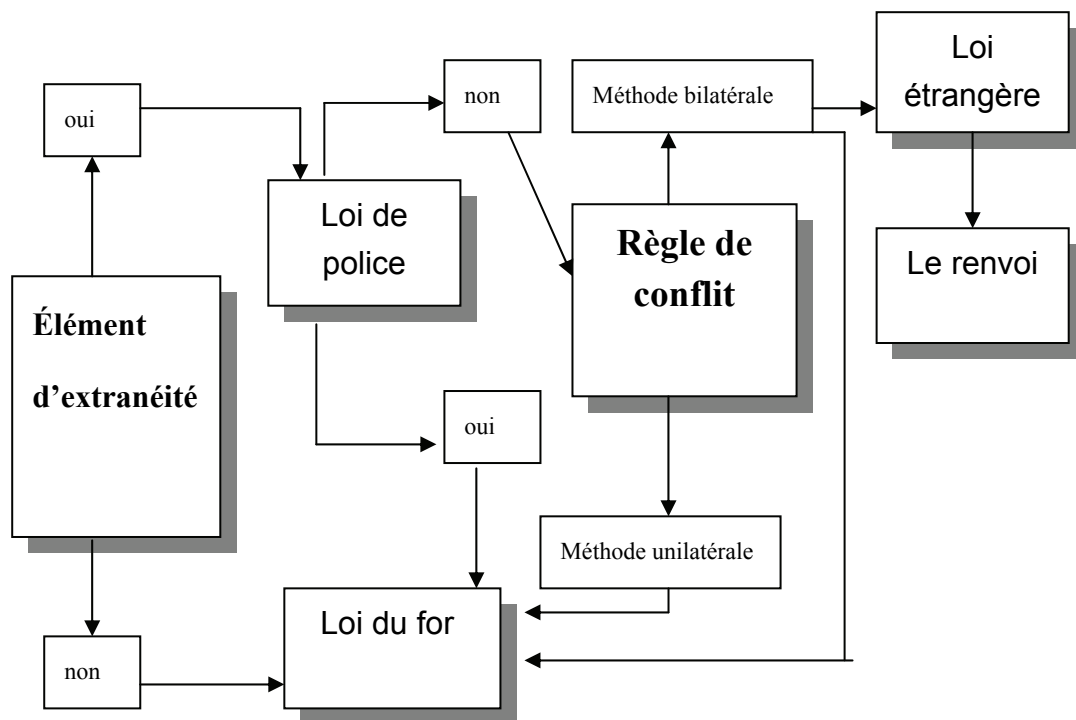 oui
non
Méthode bilatérale
Loi
étrangère
Loi de
police
Règle de
conflit
Le renvoi
Élément
d’extranéité
oui
Méthode unilatérale
Loi du for
non